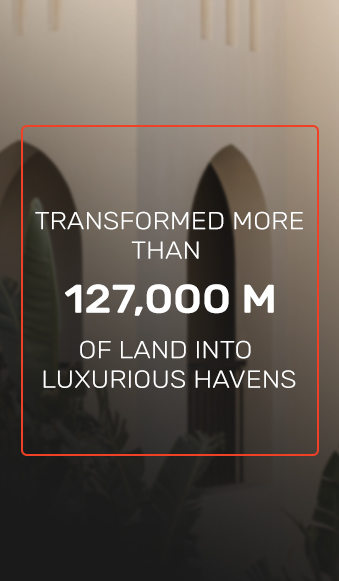 TRANSFORMED MORE
THAN
127,000 M
OF LAND INTO
LUXURIOUS HAVENS